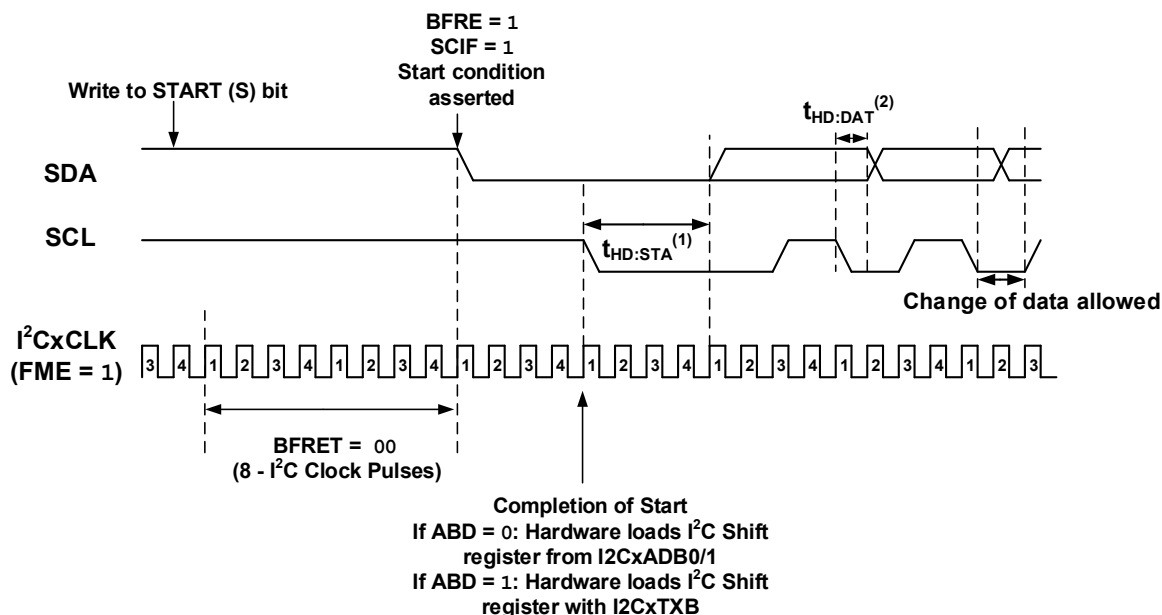 BFRE = 1
SCIF = 1
Start condition
asserted
Write to START (S) bit
tHD:DAT(2)
SDA
SCL
tHD:STA(1)
Change of data allowed
I²CxCLK
(FME = 1)
3 4 1 2 3 4 1 2 3 4 1 2 3 4 1 2 3 4 1 2 3 4 1 2 3 4 1 2 3
BFRET = 00
(8 - I²C Clock Pulses)
Completion of Start
If ABD = 0: Hardware loads I²C Shift
register from I2CxADB0/1
If ABD = 1: Hardware loads I²C Shift
register with I2CxTXB